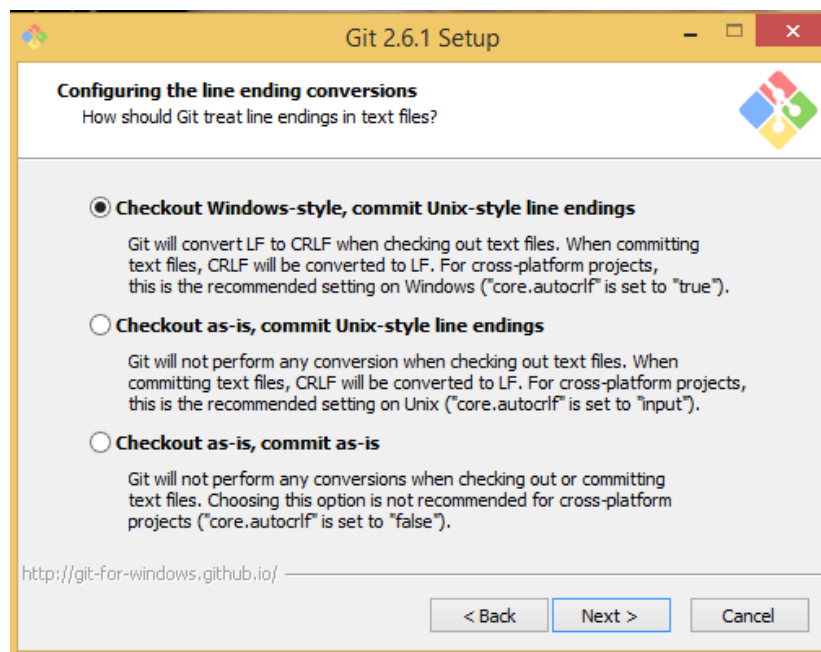 Git 2.6.1 Setup
Configuring the line ending conversions
How should Git treat line endings in text files?
Checkout Windows-style, commit Unix-style line endings
Git will convert LF to CRLF when checking out text files. When committing
text files, CRLF will be converted to LF. For cross-platform projects,
this is the recommended setting on Windows ("core.autocrlf" is set to "true").
Checkout as-is, commit Unix-style line endings
Git will not perform any conversion when checking out text files. When
committing text files, CRLF will be converted to LF. For cross-platform projects,
this is the recommended setting on Unix ("core.autocrlf" is set to "input").
Checkout as-is, commit as-is
Git will not perform any conversions when checking out or committing
text files. Choosing this option is not recommended for cross-platform
projects ("core.autocrlf" is set to "false").
http://git-for-windows.github.io/
< Back Next > Cancel